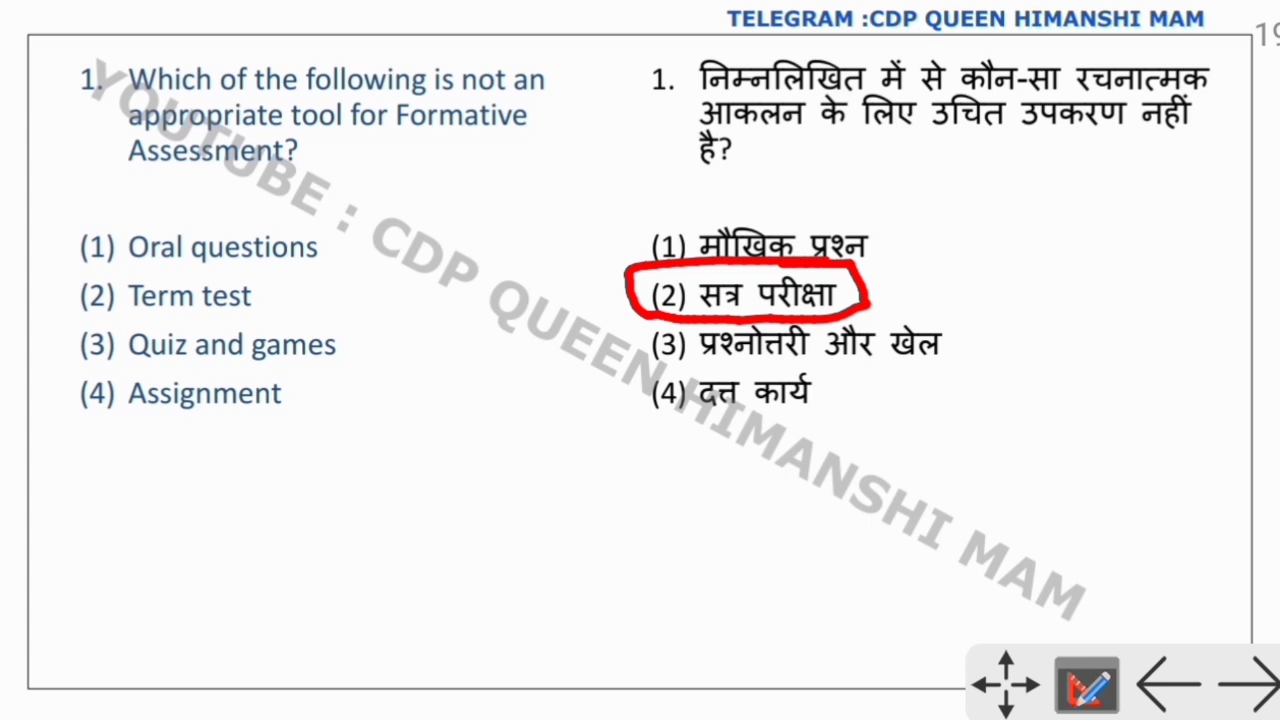 TELEGRAM :CDP QUEEN HIMANSHI MAM
19
1. Which of the following is not an
appropriate tool for Formative
Assessment?
(1) Oral questions
(2) Term test
(3) Quiz and games
(4) Assignment
1. निम्नलिखित में से कौन-सा रचनात्मक
आकलन के लिए उचित उपकरण नहीं
है?
(1) मौखिक प्रश्न
(2) सत्र परीक्षा
(3) प्रश्नोत्तरी और खेल
(4) दत्त कार्य
YOUTUBE : CDP QUEEN HIMANSHI MAM